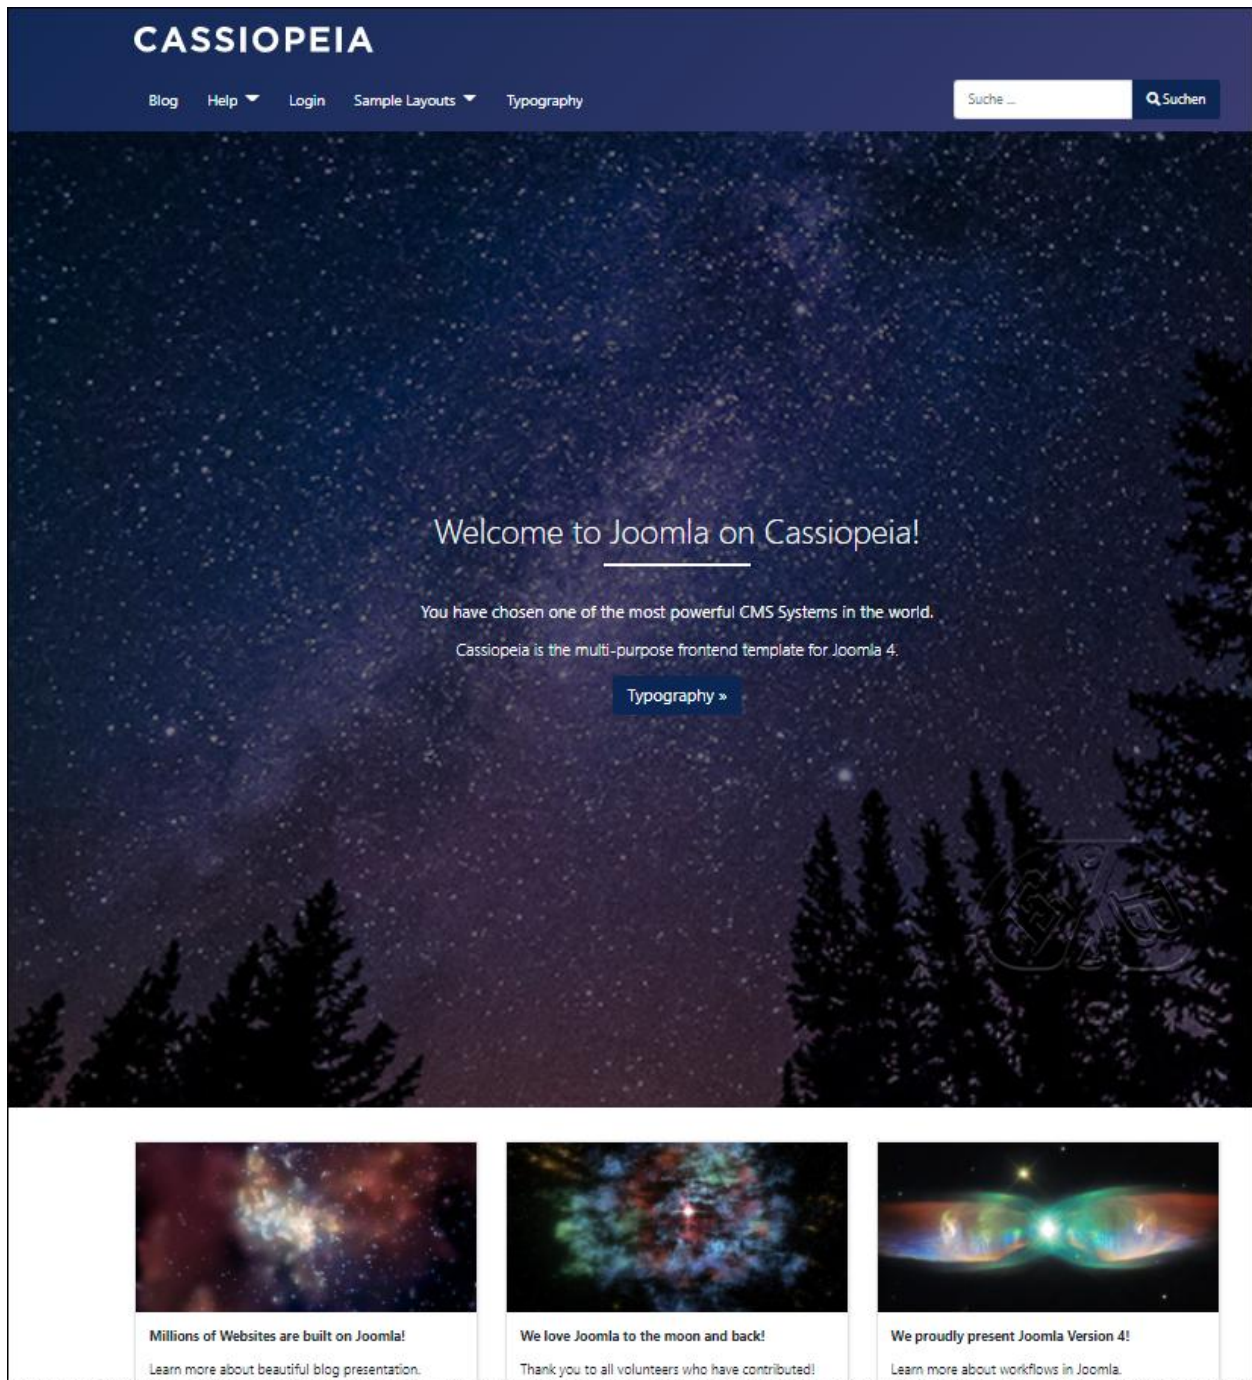 CASSIOPEIA
Blog Help Login Sample Layouts Typography Suche ... Suchen
Welcome to Joomla on Cassiopeia!
You have chosen one of the most powerful CMS Systems in the world.
Cassiopeia is the multi-purpose frontend template for Joomla 4.
Typography »
Millions of Websites are built on Joomla!
Learn more about beautiful blog presentation.
We love Joomla to the moon and back!
Thank you to all volunteers who have contributed!
We proudly present Joomla Version 4!
Learn more about workflows in Joomla.